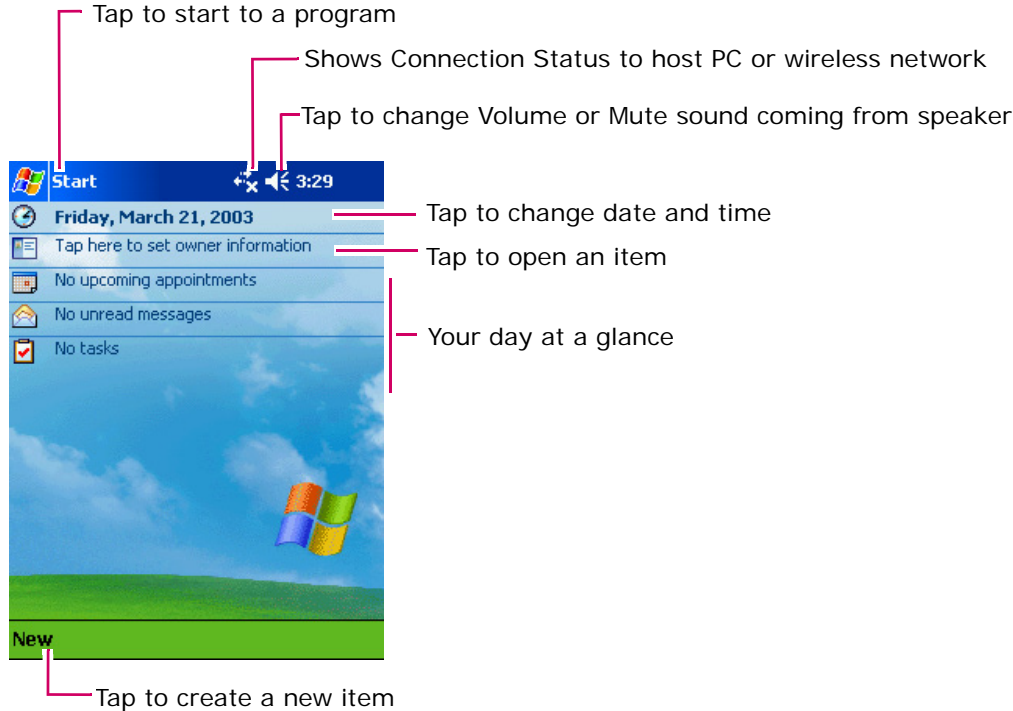 Tap to start to a program
Shows Connection Status to host PC or wireless network
Tap to change Volume or Mute sound coming from speaker
Start 3:29
Friday, March 21, 2003
Tap to change date and time
Tap here to set owner information
Tap to open an item
No upcoming appointments
No unread messages
Your day at a glance
No tasks
New
Tap to create a new item